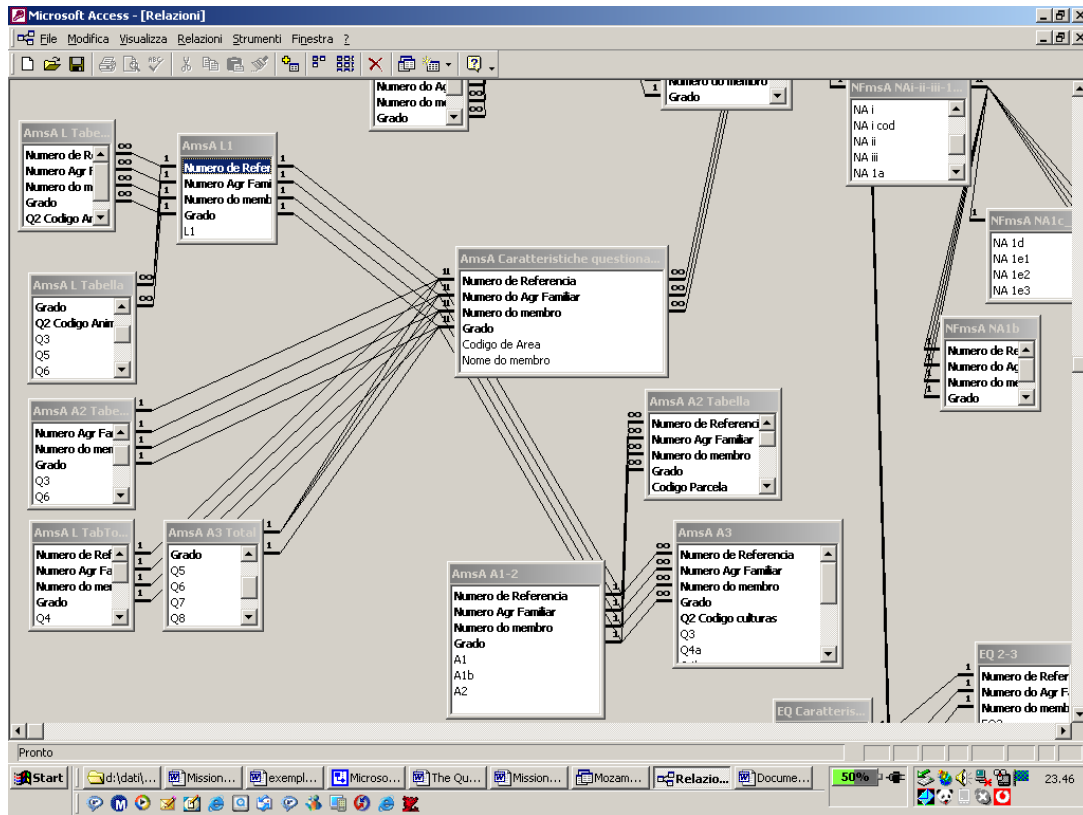 Microsoft Access - [Relazioni]
File Modifica Visualizza Relazioni Strumenti Finestra ?
Numero do Ag
Numero do me
Grado
Numero do membro
Grado
NFmsA NAi-ii-iii-1...
NA i
NA i cod
NA ii
NA iii
NA 1a
AmsA L Tabe...
Numero de Re
Numero Agr F
Numero do m
Grado
Q2 Codigo Ar
AmsA L1
Numero de Refer
Numero Agr Fami
Numero do memb
Grado
L1
NFmsA NA1c_
NA 1d
NA 1e1
NA 1e2
NA 1e3
AmsA Caratteristiche questiona...
Numero de Referencia
Numero do Agr Familiar
Numero do membro
Grado
Codigo de Area
Nome do membro
AmsA L Tabella
Grado
Q2 Codigo Anim
Q3
Q5
Q6
NFmsA NA1b
Numero de Re
Numero do Ag
Numero do me
Grado
AmsA A2 Tabe...
Numero Agr Fa
Numero do mem
Grado
Q3
Q6
AmsA A2 Tabella
Numero de Referenci
Numero Agr Familiar
Numero do membro
Grado
Codigo Parcela
AmsA L TabTo...
Numero de Ref
Numero Agr Fa
Numero do mei
Grado
Q4
AmsA A3 Total
Grado
Q5
Q6
Q7
Q8
AmsA A1-2
Numero de Referencia
Numero Agr Familiar
Numero do membro
Grado
A1
A1b
A2
AmsA A3
Numero de Referencia
Numero Agr Familiar
Numero do membro
Grado
Q2 Codigo culturas
Q3
Q4a
EQ Caratteris...
EQ 2-3
Numero de Refer
Numero do Agr F
Numero do memb
Pronto
Start d:\dati\... Mission... exempl... Microso... The Qu... Mission... Mozam... Relazio... Docume... 50% 23.46